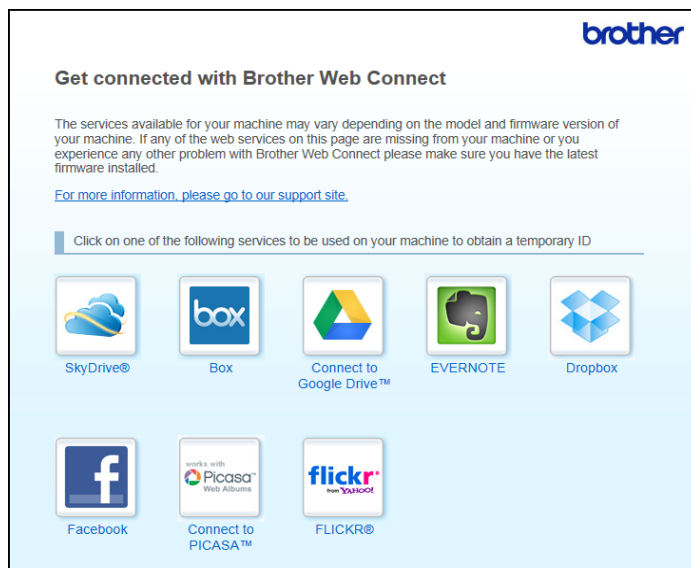 brother
Get connected with Brother Web Connect
The services available for your machine may vary depending on the model and firmware version of
your machine. If any of the web services on this page are missing from your machine or you
experience any other problem with Brother Web Connect please make sure you have the latest
firmware installed.
For more information, please go to our support site.
Click on one of the following services to be used on your machine to obtain a temporary ID
box
SkyDrive®
Box
Connect to
Google Drive™
EVERNOTE
Dropbox
f
works with
Picasa™
Web Albums
flickr
from YAHOO!
Facebook
Connect to
PICASA™
FLICKR®